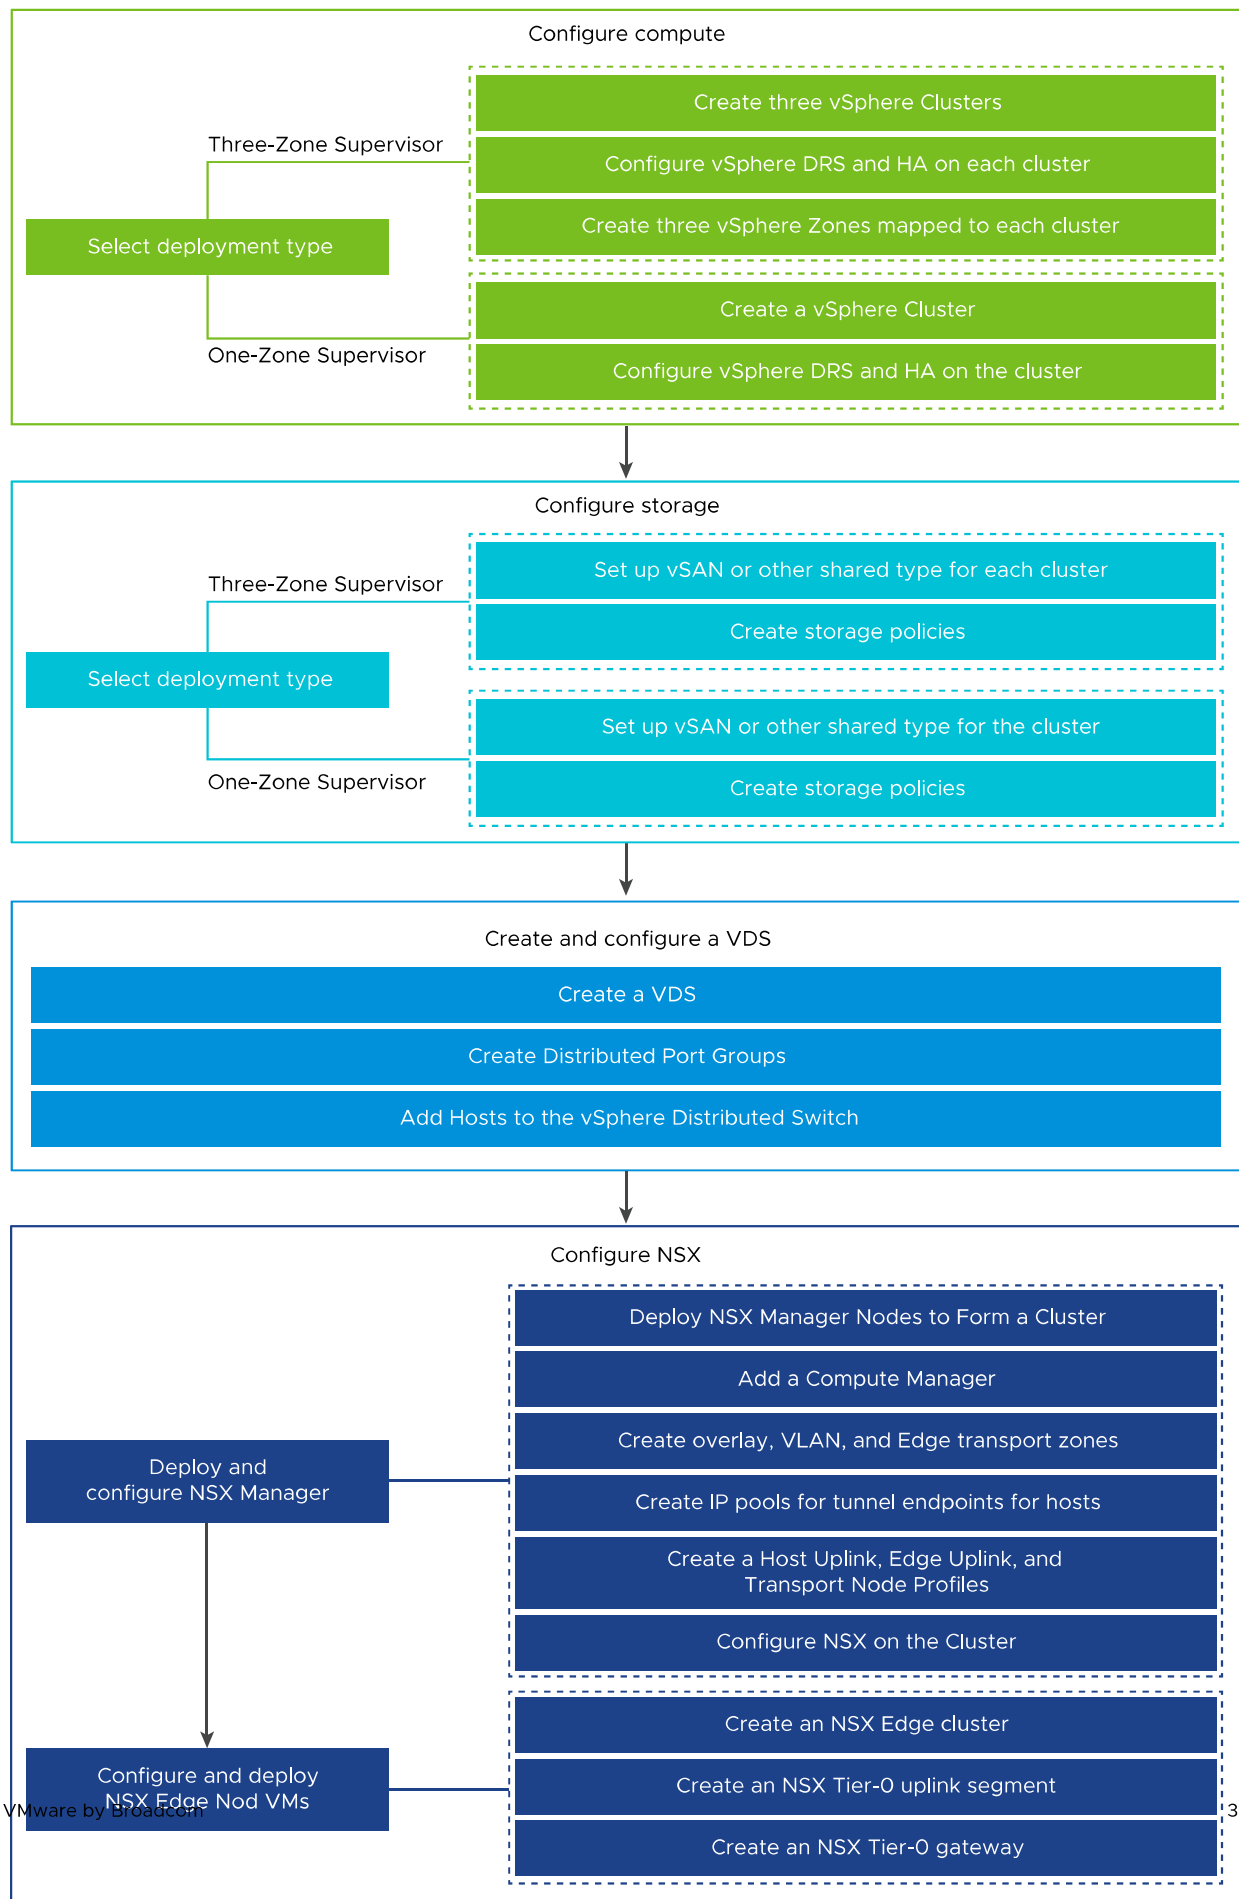 Configure compute
Three-Zone Supervisor
Create three vSphere Clusters
Configure vSphere DRS and HA on each cluster
Create three vSphere Zones mapped to each cluster
Select deployment type
One-Zone Supervisor
Create a vSphere Cluster
Configure vSphere DRS and HA on the cluster
Configure storage
Three-Zone Supervisor
Set up vSAN or other shared type for each cluster
Create storage policies
Select deployment type
One-Zone Supervisor
Set up vSAN or other shared type for the cluster
Create storage policies
Create and configure a VDS
Create a VDS
Create Distributed Port Groups
Add Hosts to the vSphere Distributed Switch
Configure NSX
Deploy and
configure NSX Manager
Deploy NSX Manager Nodes to Form a Cluster
Add a Compute Manager
Create overlay, VLAN, and Edge transport zones
Create IP pools for tunnel endpoints for hosts
Create a Host Uplink, Edge Uplink, and
Transport Node Profiles
Configure NSX on the Cluster
Configure and deploy
NSX Edge Nod VMs
Create an NSX Edge cluster
Create an NSX Tier-0 uplink segment
Create an NSX Tier-0 gateway
VMware by Broadcom
3